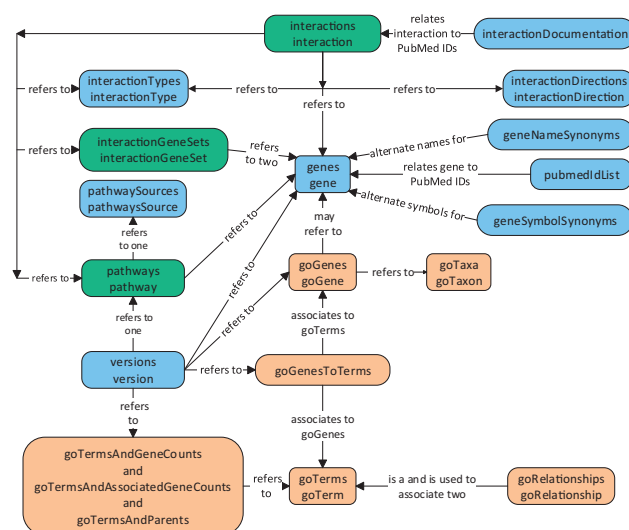 interactions
interaction
relates
interaction to
PubMed IDs
interactionDocumentation
refers to
interactionTypes
interactionType
refers to
refers to
refers to
interactionDirections
interactionDirection
refers to
interactionGeneSets
interactionGeneSet
refers
to two
genes
gene
alternate names for
geneNameSynonyms
relates gene to
PubMed IDs
pubmedIdList
alternate symbols for
geneSymbolSynonyms
pathwaySources
pathwaysSource
refers
to one
refers to
may
refer to
refers to
pathways
pathway
refers to
goGenes
goGene
refers to
goTaxa
goTaxon
refers to
one
refers to
associates to
goTerms
versions
version
refers to
goGenesToTerms
refers
to
associates to
goGenes
goTermsAndGeneCounts
and
goTermsAndAssociatedGeneCounts
and
goTermsAndParents
refers
to
goTerms
goTerm
is a and is used to
associate two
goRelationships
goRelationship